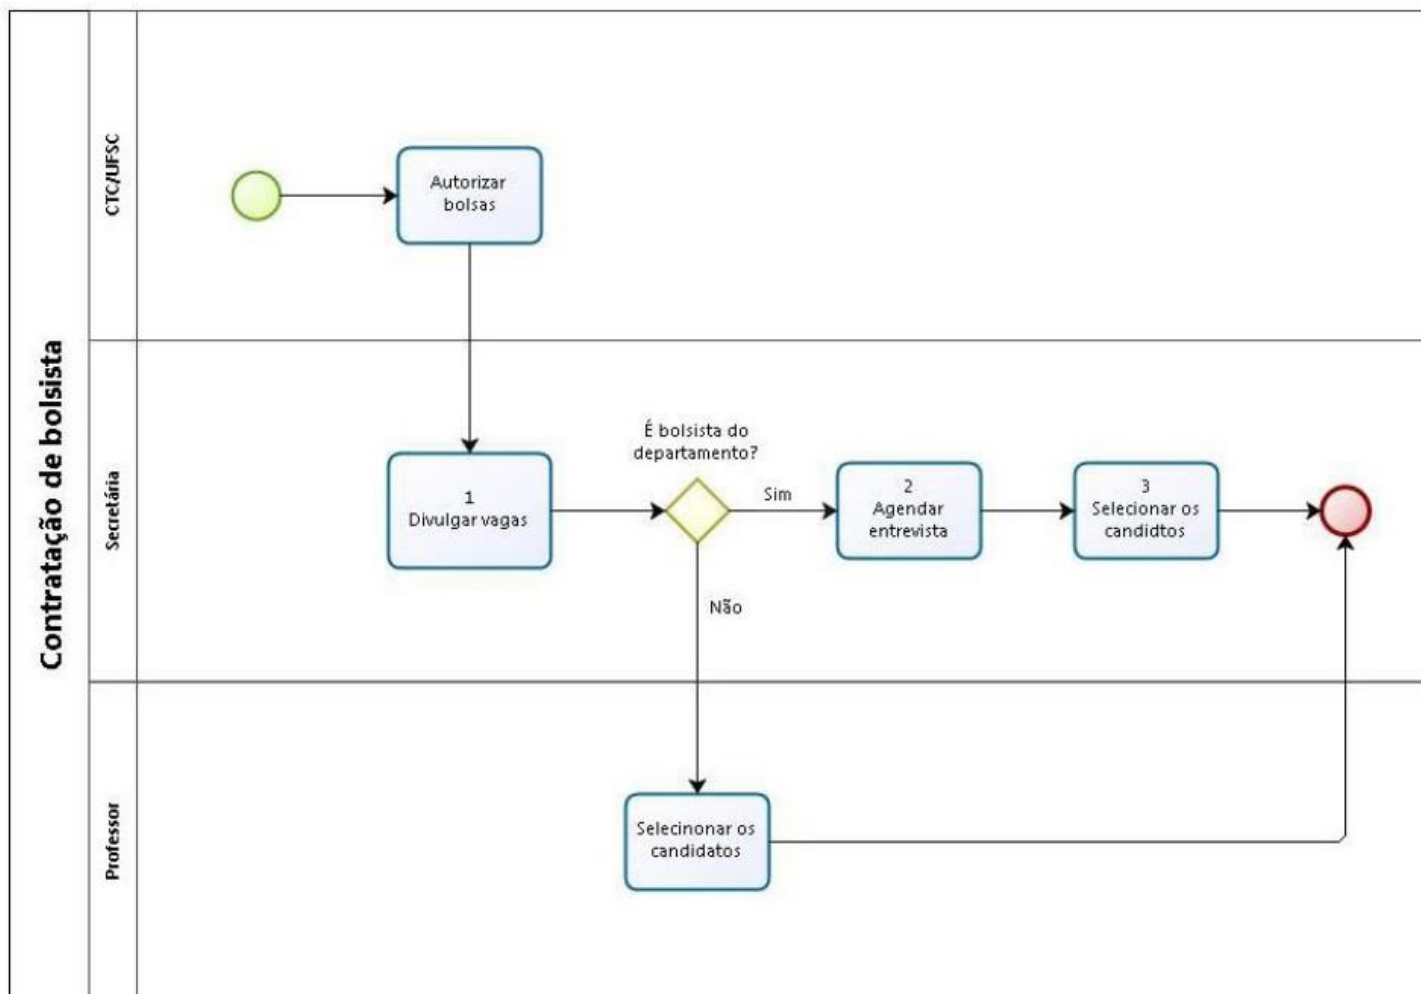 Contratação de bolsista
CTC/UFSC
Autorizar
bolsas
Secretária
1
Divulgar vagas
É bolsista do
departamento?
Sim
2
Agendar
entrevista
3
Selecionar os
candidtos
Não
Professor
Selecinonar os
candidatos